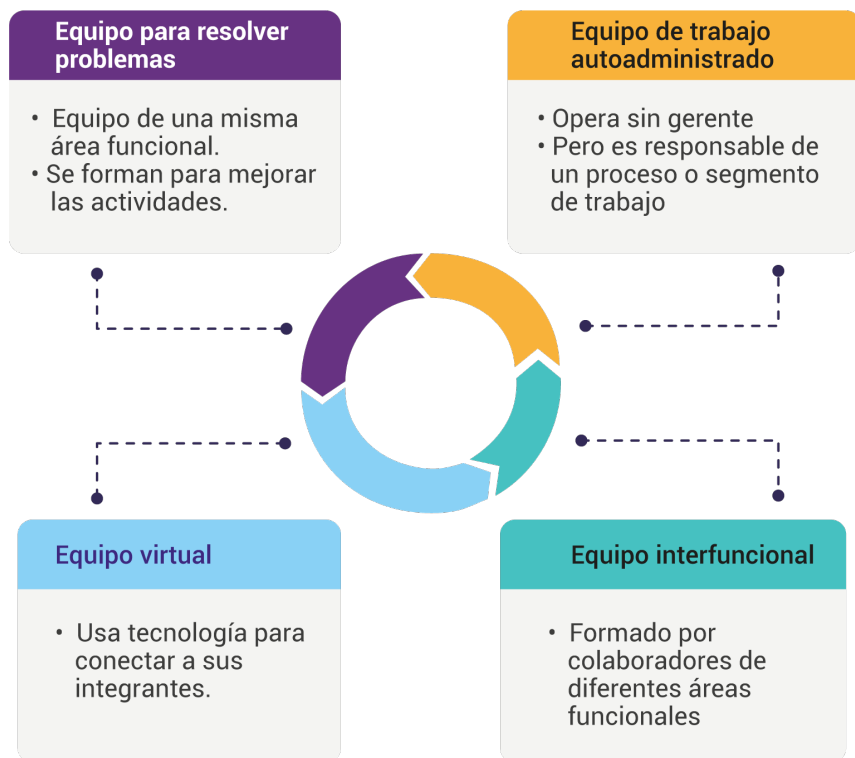 Equipo para resolver
problemas
• Equipo de una misma
área funcional.
• Se forman para mejorar
las actividades.
Equipo de trabajo
autoadministrado
• Opera sin gerente
• Pero es responsable de
un proceso o segmento
de trabajo
Equipo virtual
• Usa tecnología para
conectar a sus
integrantes.
Equipo interfuncional
• Formado por
colaboradores de
diferentes áreas
funcionales